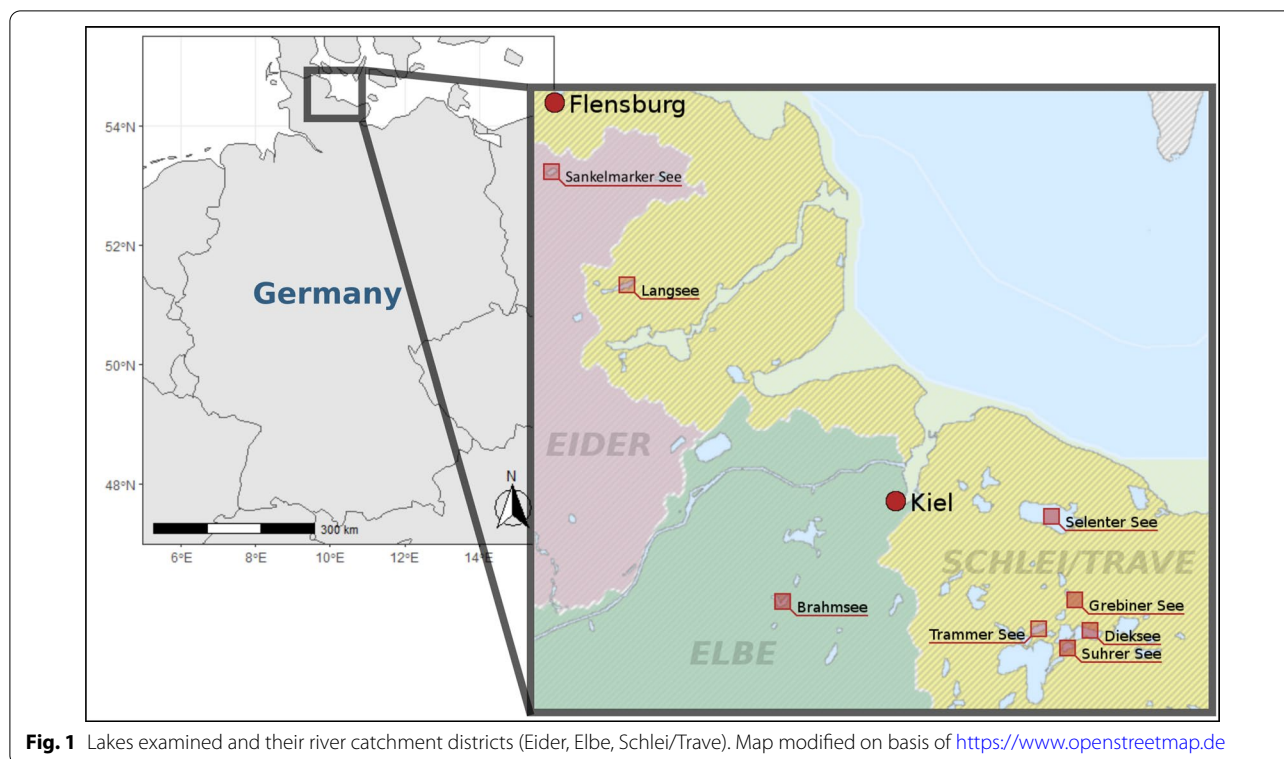 54°N
52°N
50°N
48°N
6°E
8°E
10°E
12°E
14°E
300 km
N
Germany
Flensburg
Sankelmarker See
Langsee
EIDER
Kiel
Selenter See
SCHLEI/TRAVE
Grebiner See
Brahmsee
Trammer See
Dieksee
Suhrer See
ELBE
Fig. 1 Lakes examined and their river catchment districts (Eider, Elbe, Schlei/Trave). Map modified on basis of https://www.openstreetmap.de